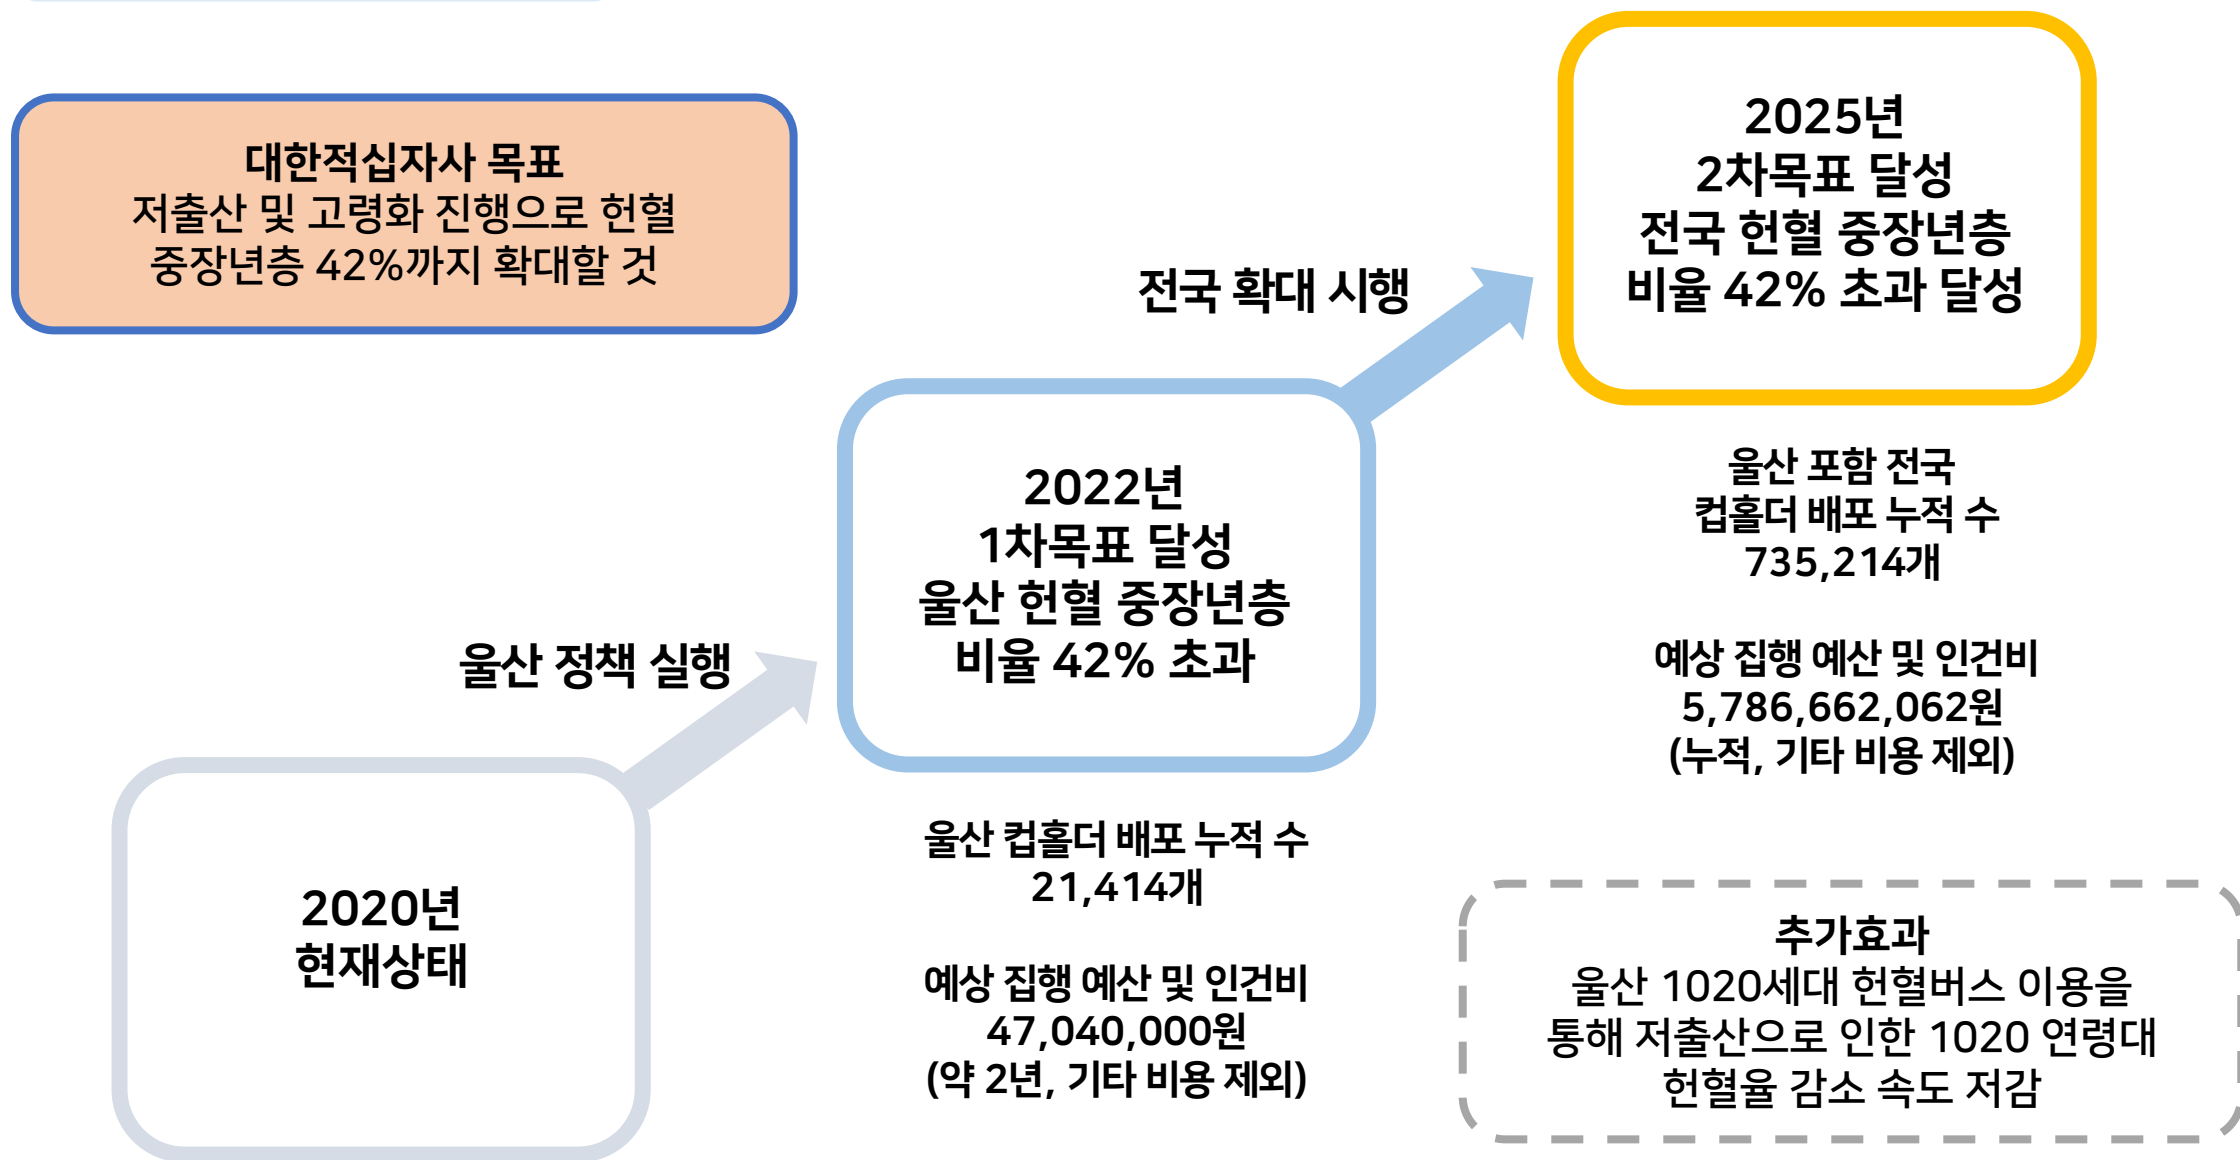 대한적십자사 목표
저출산 및 고령화 진행으로 헌혈
중장년층 42%까지 확대할 것
2025년
2차목표 달성
전국 헌혈 중장년층
비율 42% 초과 달성
전국 확대 시행
울산 포함 전국
컵홀더 배포 누적 수
735,214개
예상 집행 예산 및 인건비
5,786,662,062원
(누적, 기타 비용 제외)
2022년
1차목표 달성
울산 헌혈 중장년층
비율 42% 초과
울산 정책 실행
울산 컵홀더 배포 누적 수
21,414개
예상 집행 예산 및 인건비
47,040,000원
(약 2년, 기타 비용 제외)
2020년
현재상태
추가효과
울산 1020세대 헌혈버스 이용을
통해 저출산으로 인한 1020 연령대
헌혈율 감소 속도 저감